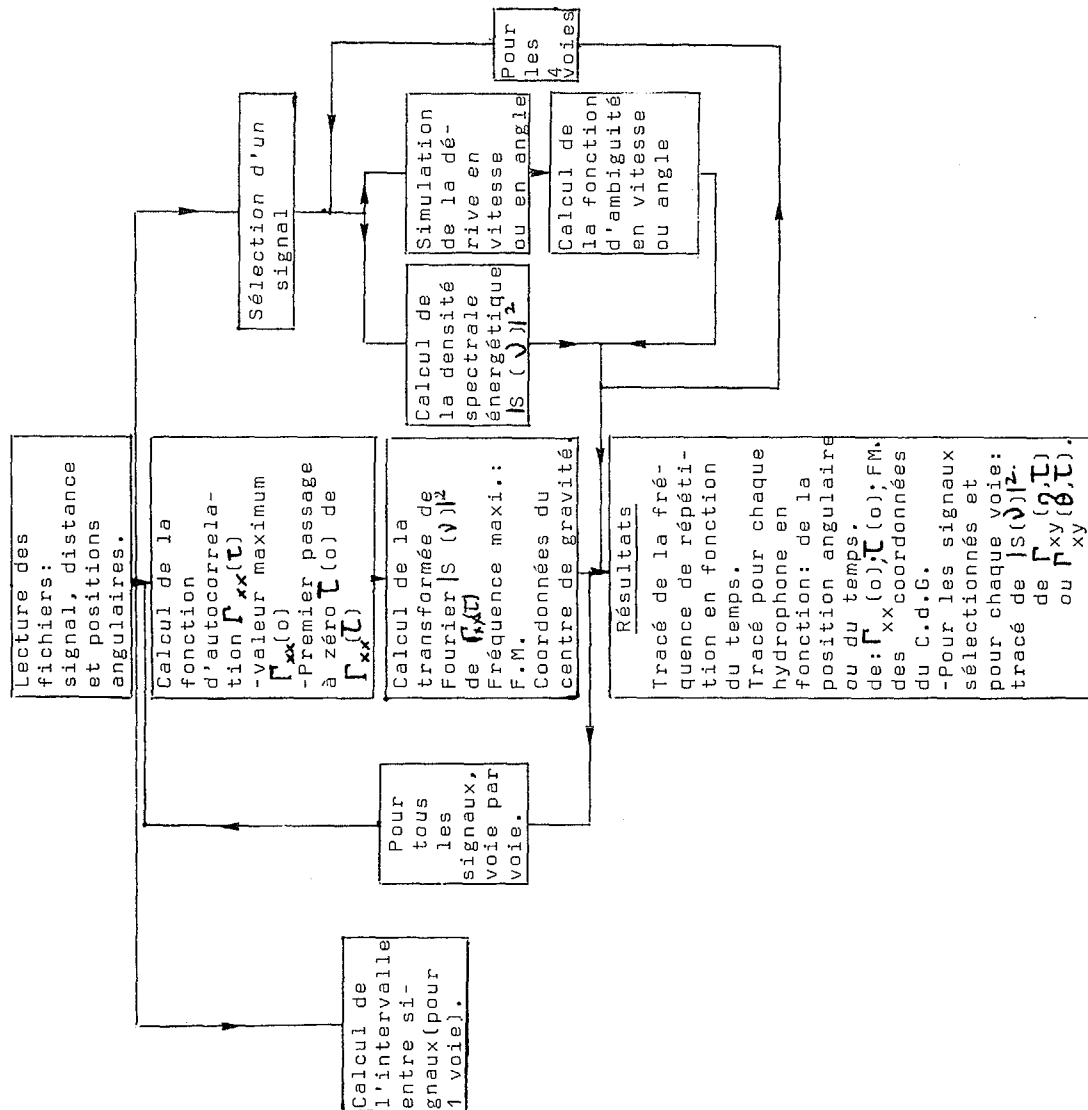 Lecture des
fichiers:
signal, distance
et positions
angulaires.
Calcul de
l'intervalle
entre si-
gnaux(pour
1 voie).
Pour
tous
les
signaux,
voie par
voie.
Calcul de la
fonction
d'autocorrela-
tion Γxx(τ)
-valeur maximum
Γxx(o)
-Premier passage
à zéro τ(o) de
Γxx(τ)
Calcul de la
transformée de
Fourier |S(ν)|²
de Γxx(τ)
Fréquence maxi.:
F.M.
Coordonnées du
centre de gravité.
Sélection d'un
signal
Calcul de
la densité
spectrale
énergétique
|S(ν)|²
Simulation
de la dé-
rive en
vitesse
ou en angle
Calcul de
la fonction
d'ambiguité
en vitesse
ou angle
Pour
les
4
voies
Résultats
Tracé de la fré-
quence de répéti-
tion en fonction
du temps.
Tracé pour chaque
hydrophone en
fonction: de la
position angulaire
ou du temps.
de:Γxx(o);τ(o);FM.
des coordonnées
du C.d.G.
-Pour les signaux
sélectionnés et
pour chaque voie:
tracé de |S(ν)|².
de Γxy(η,τ)
ou Γxy(θ,τ).